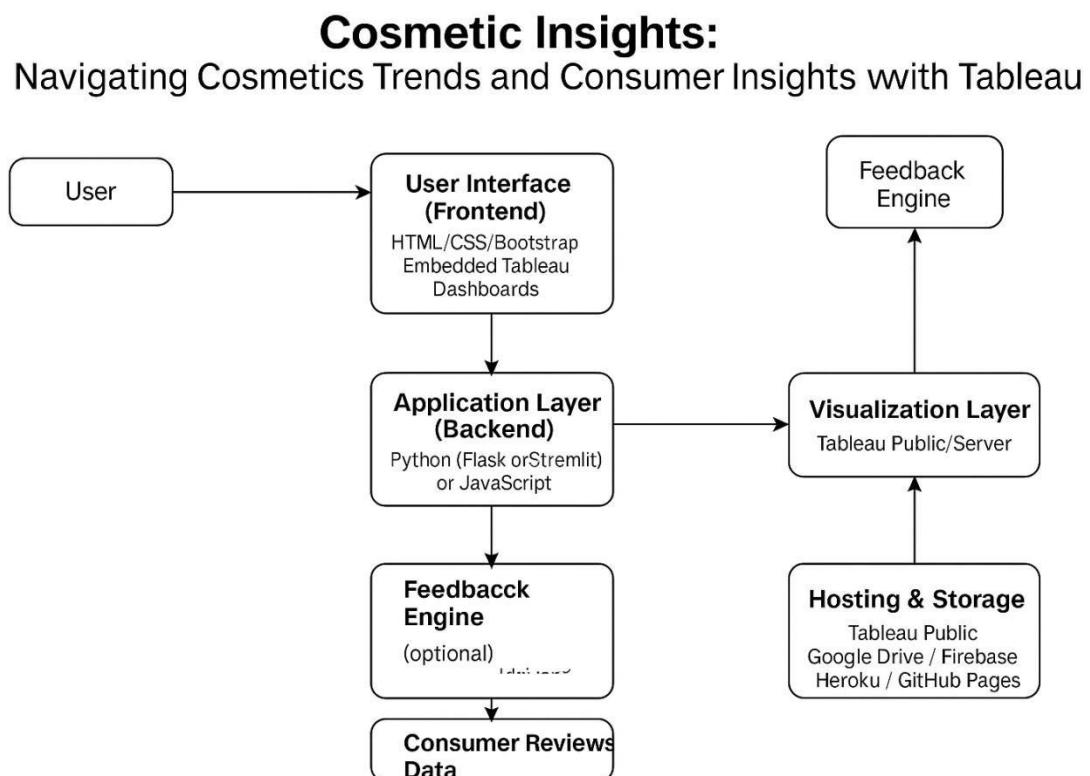 Cosmetic Insights:
Navigating Cosmetics Trends and Consumer Insights wwith Tableau
User
User Interface
(Frontend)
HTML/CSS/Bootstrap
Embedded Tableau
Dashboards
Feedback
Engine
Application Layer
(Backend)
Python (Flask orStremlit)
or JavaScript
Visualization Layer
Tableau Public/Server
Feedbacck
Engine
(optional)
Hosting & Storage
Tableau Public
Google Drive / Firebase
Heroku / GitHub Pages
Consumer Reviews
Data